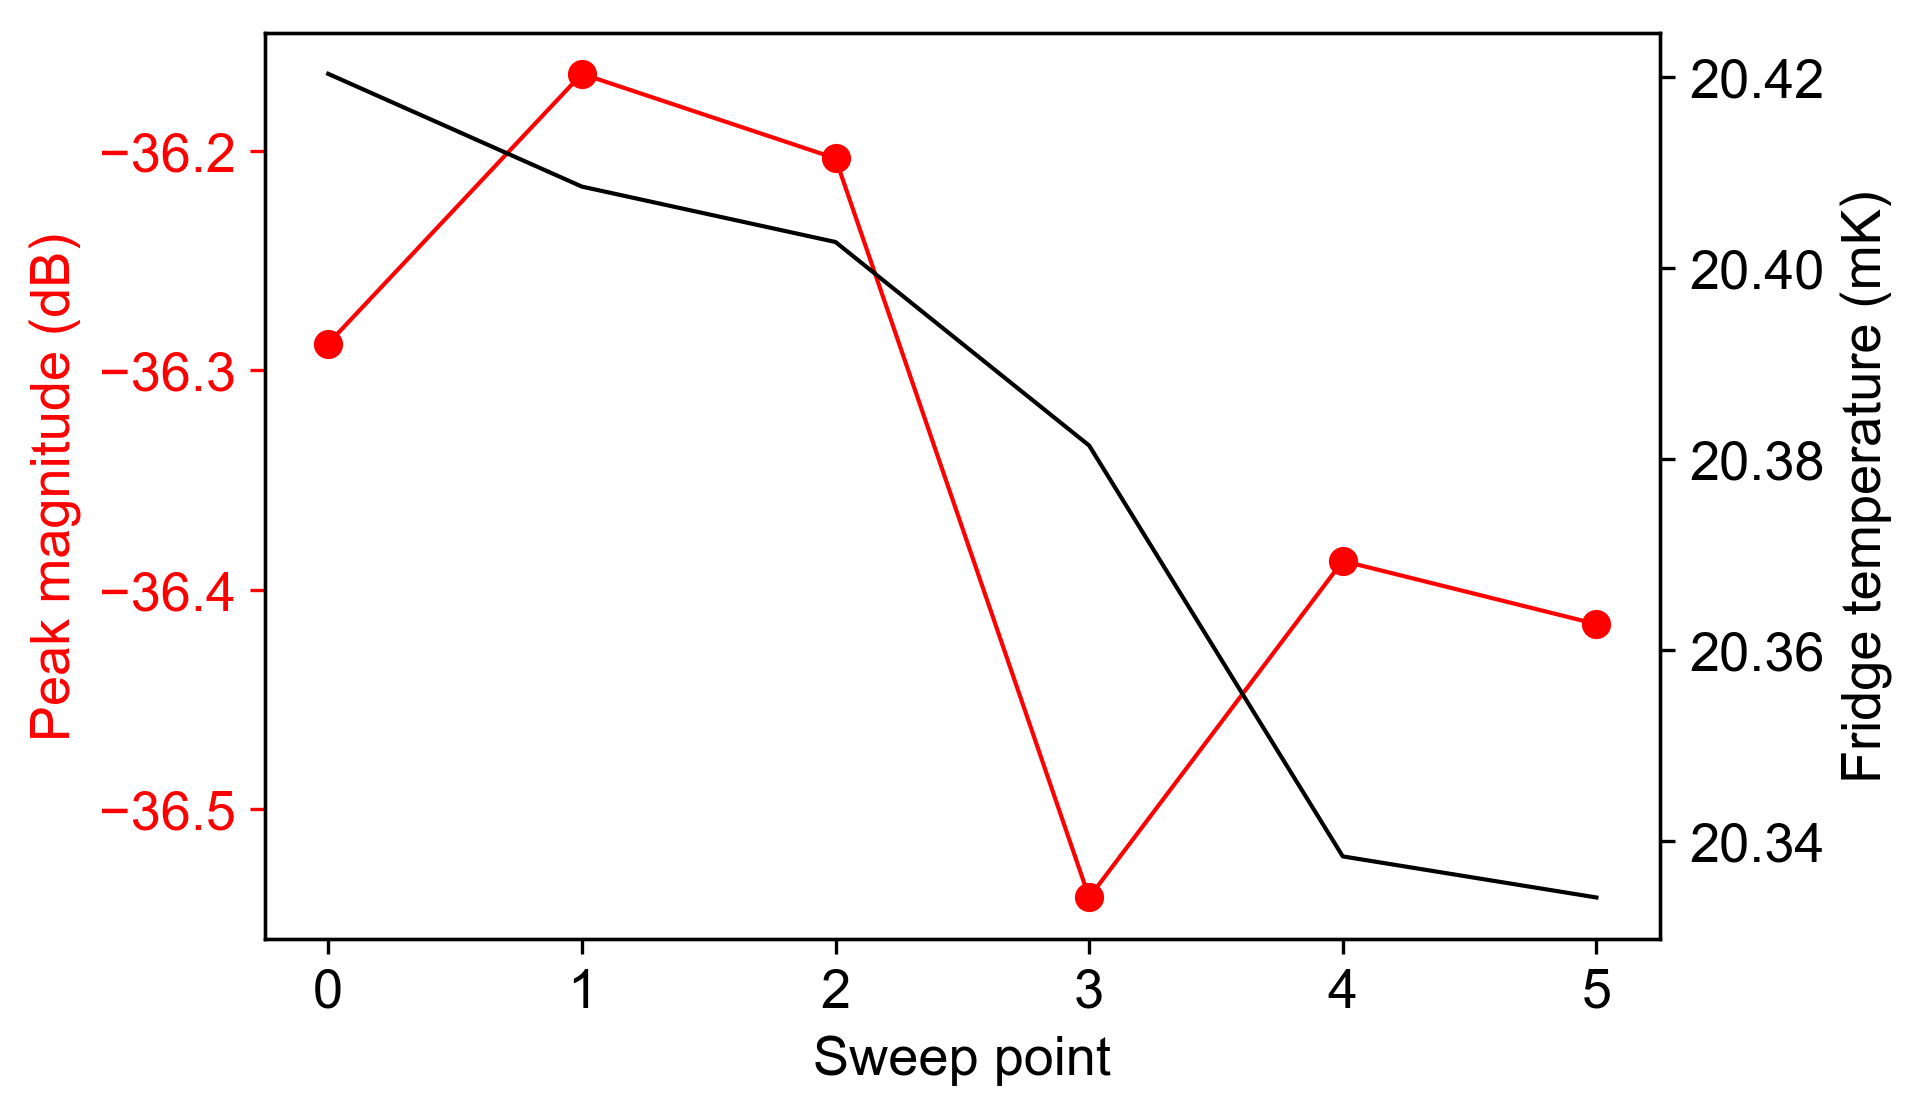 Peak magnitude (dB)
−36.2
−36.3
−36.4
−36.5
20.42
20.40
20.38
20.36
20.34
Fridge temperature (mK)
0 1 2 3 4 5
Sweep point